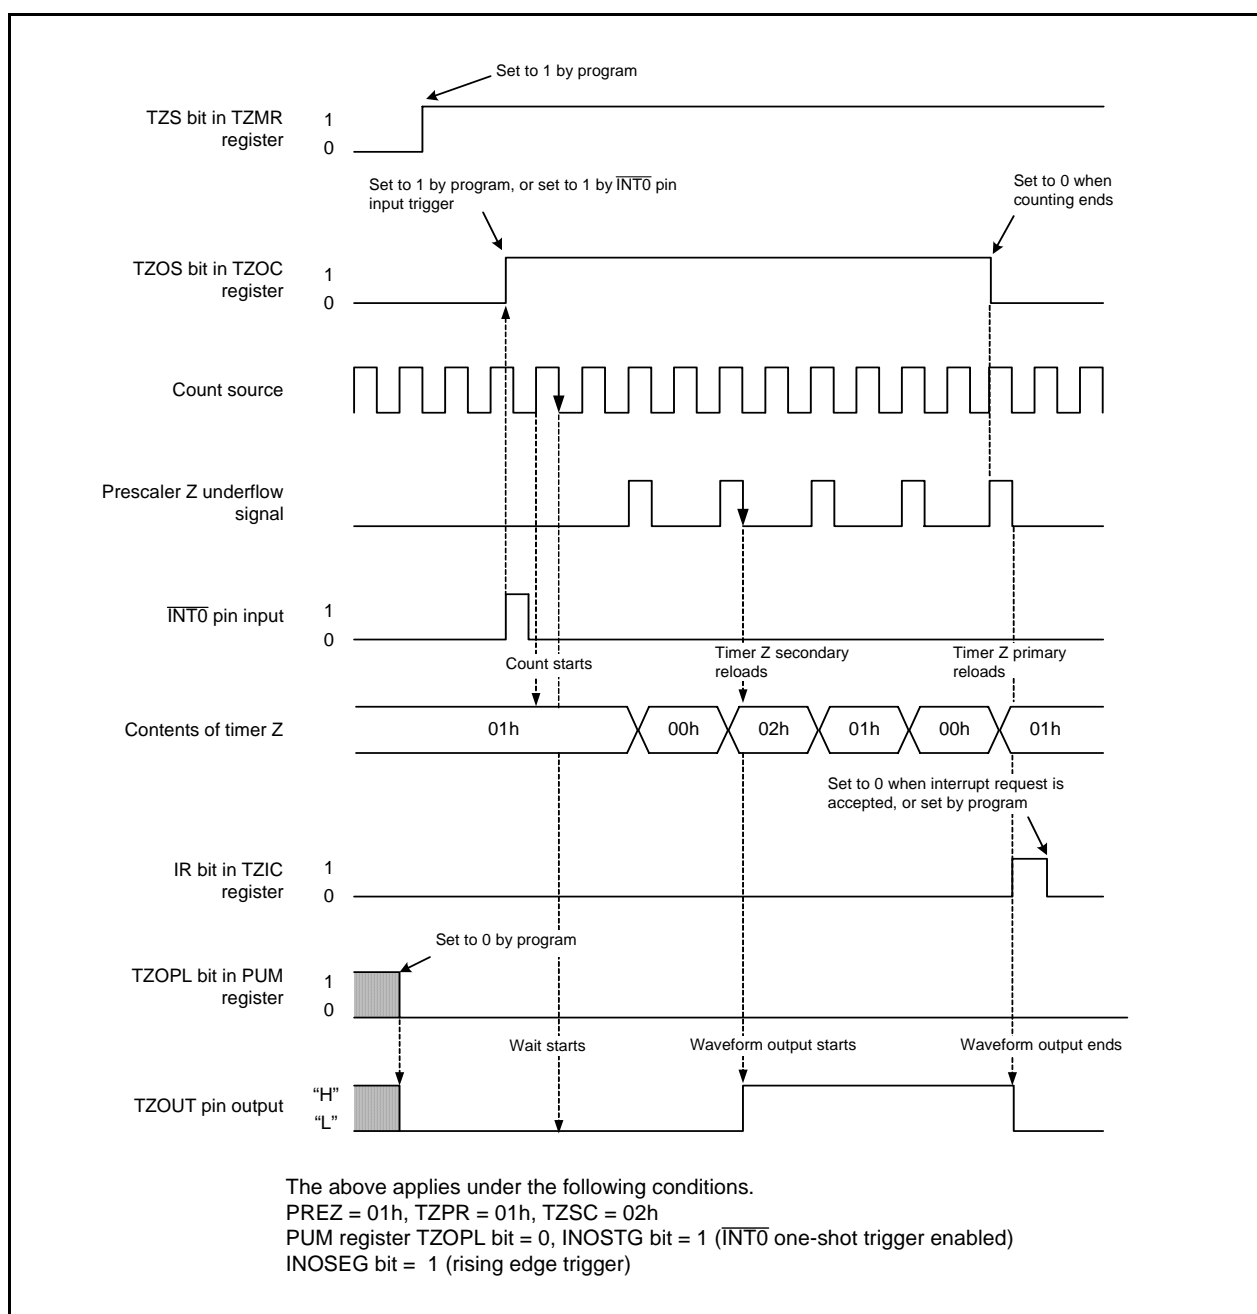 Set to 1 by program
TZS bit in TZMR
register
1
0
Set to 1 by program, or set to 1 by INT0 pin
input trigger
Set to 0 when
counting ends
TZOS bit in TZOC
register
1
0
Count source
Prescaler Z underflow
signal
INT0 pin input
1
0
Count starts
Timer Z secondary
reloads
Timer Z primary
reloads
Contents of timer Z
01h
00h
02h
01h
00h
01h
Set to 0 when interrupt request is
accepted, or set by program
IR bit in TZIC
register
1
0
Set to 0 by program
TZOPL bit in PUM
register
1
0
Wait starts
Waveform output starts
Waveform output ends
TZOUT pin output
“H”
“L”
The above applies under the following conditions.
PREZ = 01h, TZPR = 01h, TZSC = 02h
PUM register TZOPL bit = 0, INOSTG bit = 1 (INT0 one-shot trigger enabled)
INOSEG bit =  1 (rising edge trigger)